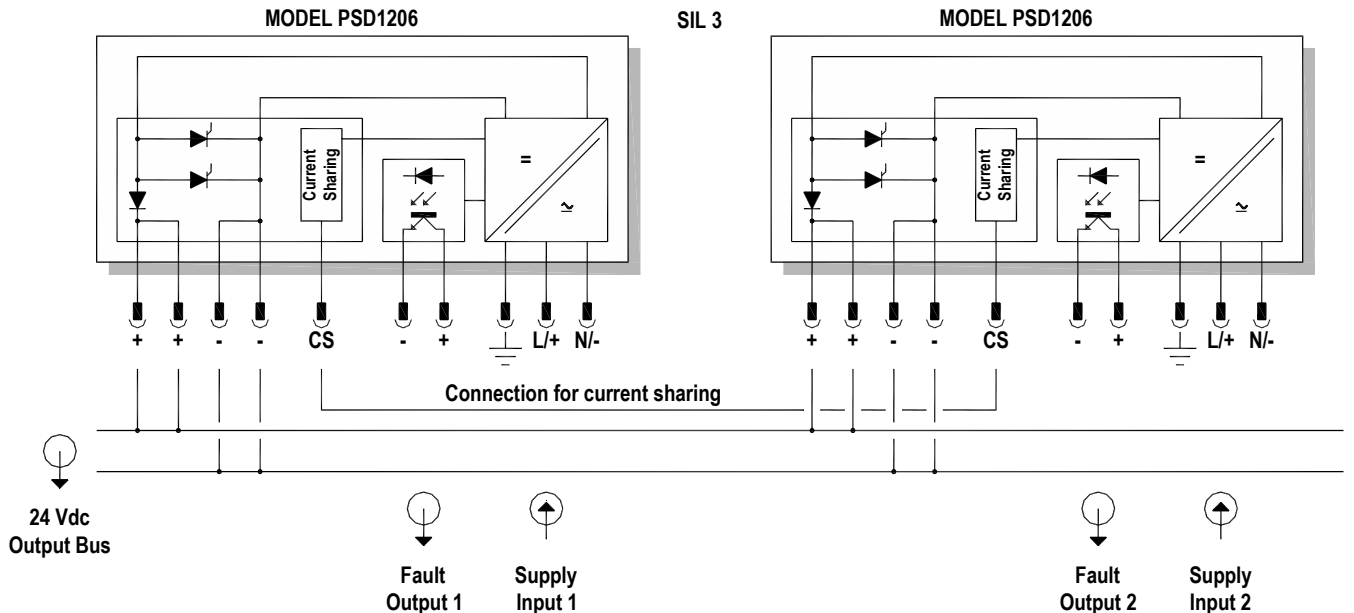 MODEL PSD1206
SIL 3
MODEL PSD1206
Current
Sharing
=
~
Current
Sharing
=
~
+ + - - CS - + L/+ N/-
+ + - - CS - + L/+ N/-
Connection for current sharing
24 Vdc
Output Bus
Fault
Output 1
Supply
Input 1
Fault
Output 2
Supply
Input 2